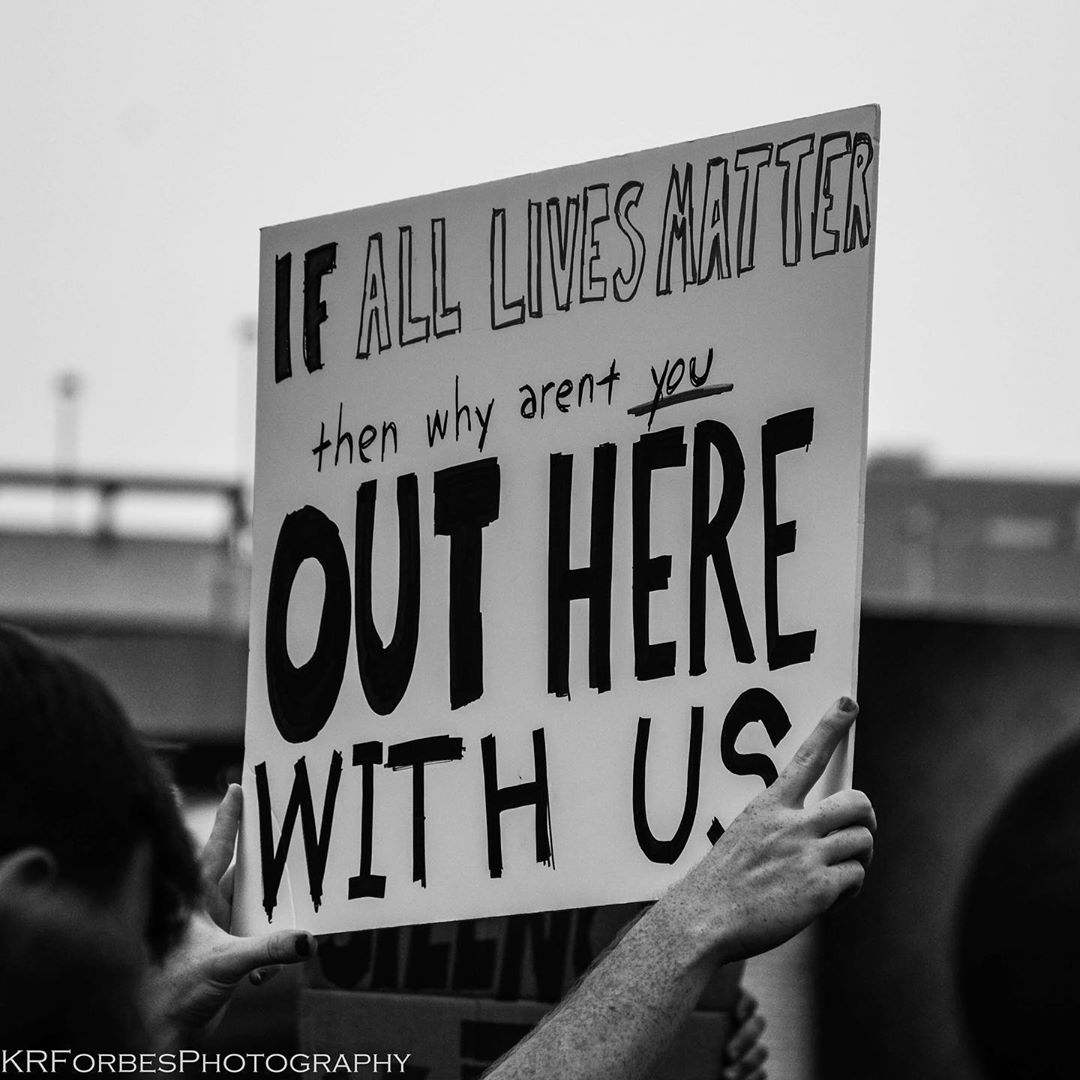 IF ALL LIVES MATTER
then why arent you
OUT HERE
WITH US
KRFORBESPHOTOGRAPHY